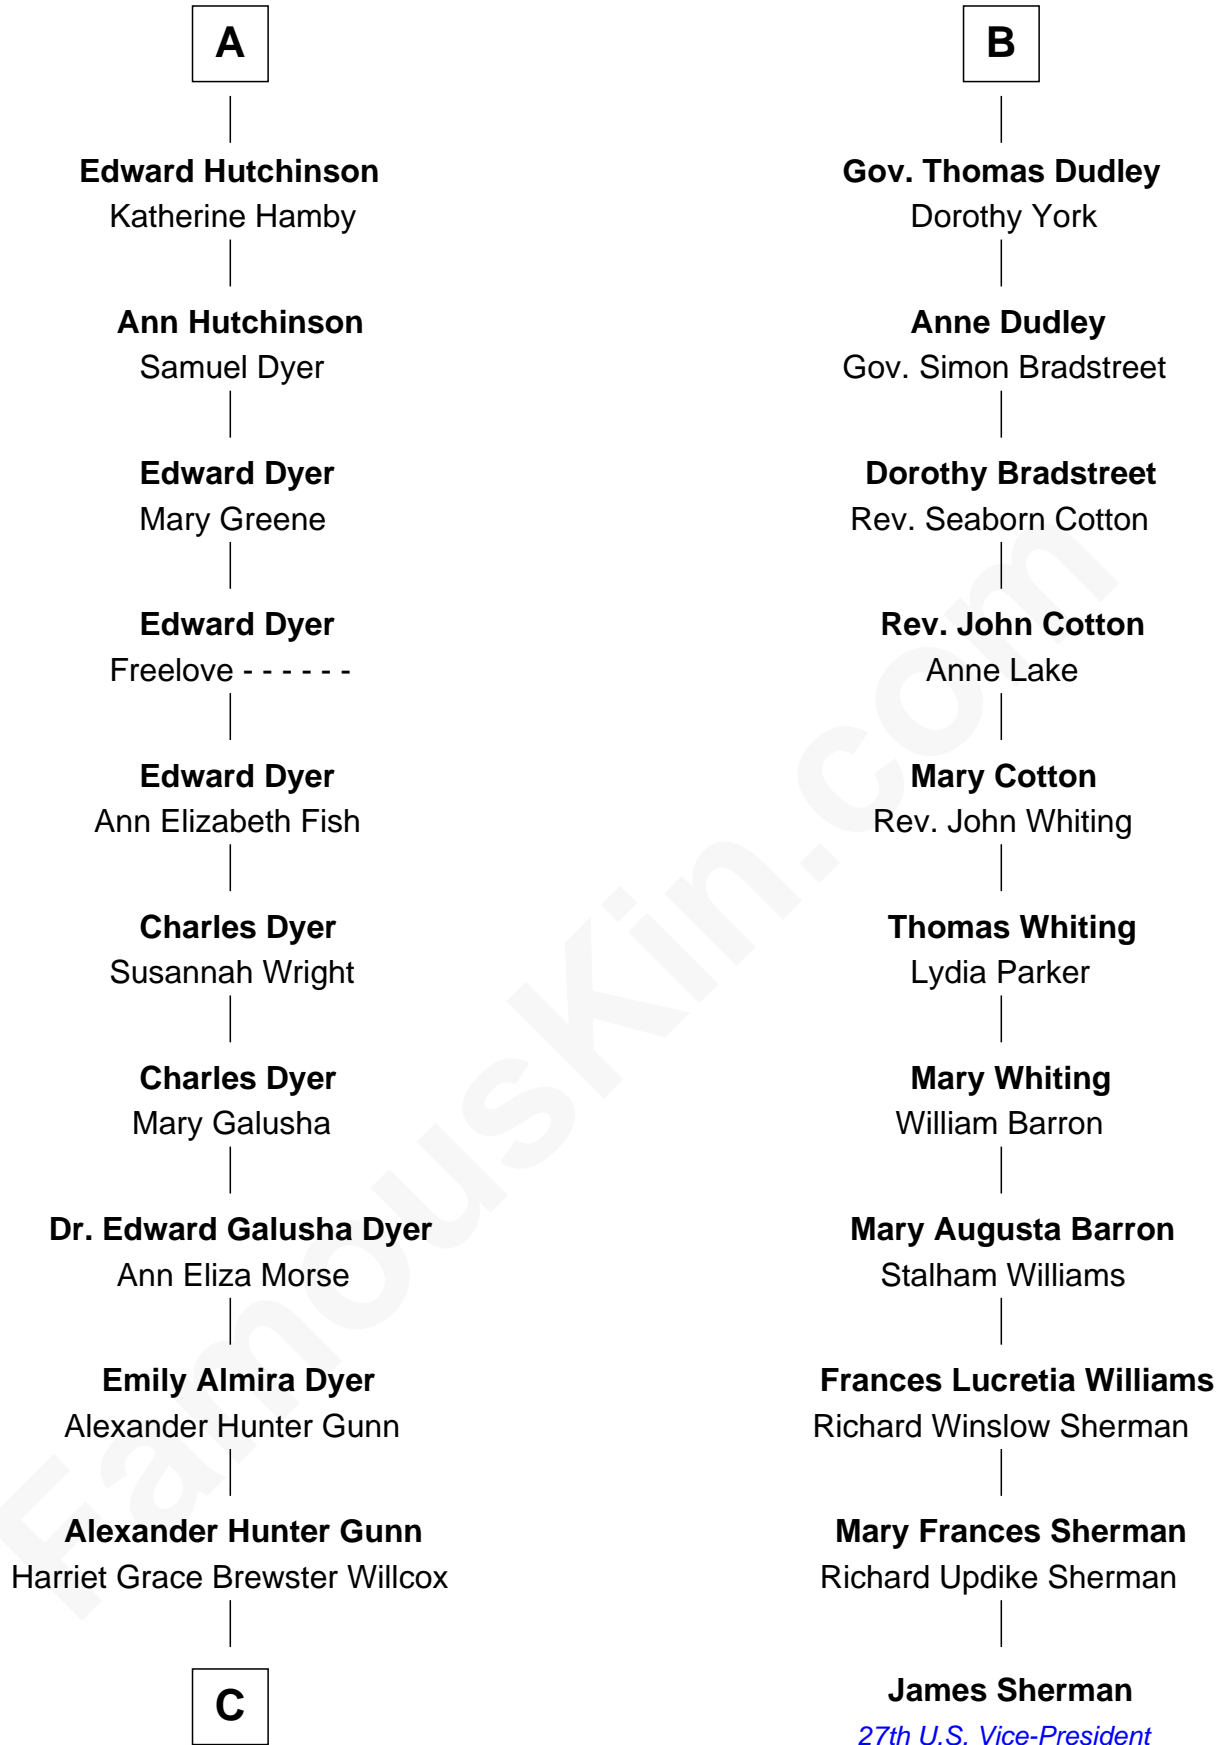 A
Edward Hutchinson
Katherine Hamby
Ann Hutchinson
Samuel Dyer
Edward Dyer
Mary Greene
Edward Dyer
Freelove - - - - - -
Edward Dyer
Ann Elizabeth Fish
Charles Dyer
Susannah Wright
Charles Dyer
Mary Galusha
Dr. Edward Galusha Dyer
Ann Eliza Morse
Emily Almira Dyer
Alexander Hunter Gunn
Alexander Hunter Gunn
Harriet Grace Brewster Willcox
C
B
Gov. Thomas Dudley
Dorothy York
Anne Dudley
Gov. Simon Bradstreet
Dorothy Bradstreet
Rev. Seaborn Cotton
Rev. John Cotton
Anne Lake
Mary Cotton
Rev. John Whiting
Thomas Whiting
Lydia Parker
Mary Whiting
William Barron
Mary Augusta Barron
Stalham Williams
Frances Lucretia Williams
Richard Winslow Sherman
Mary Frances Sherman
Richard Updike Sherman
James Sherman
27th U.S. Vice-President
FamousKin.com